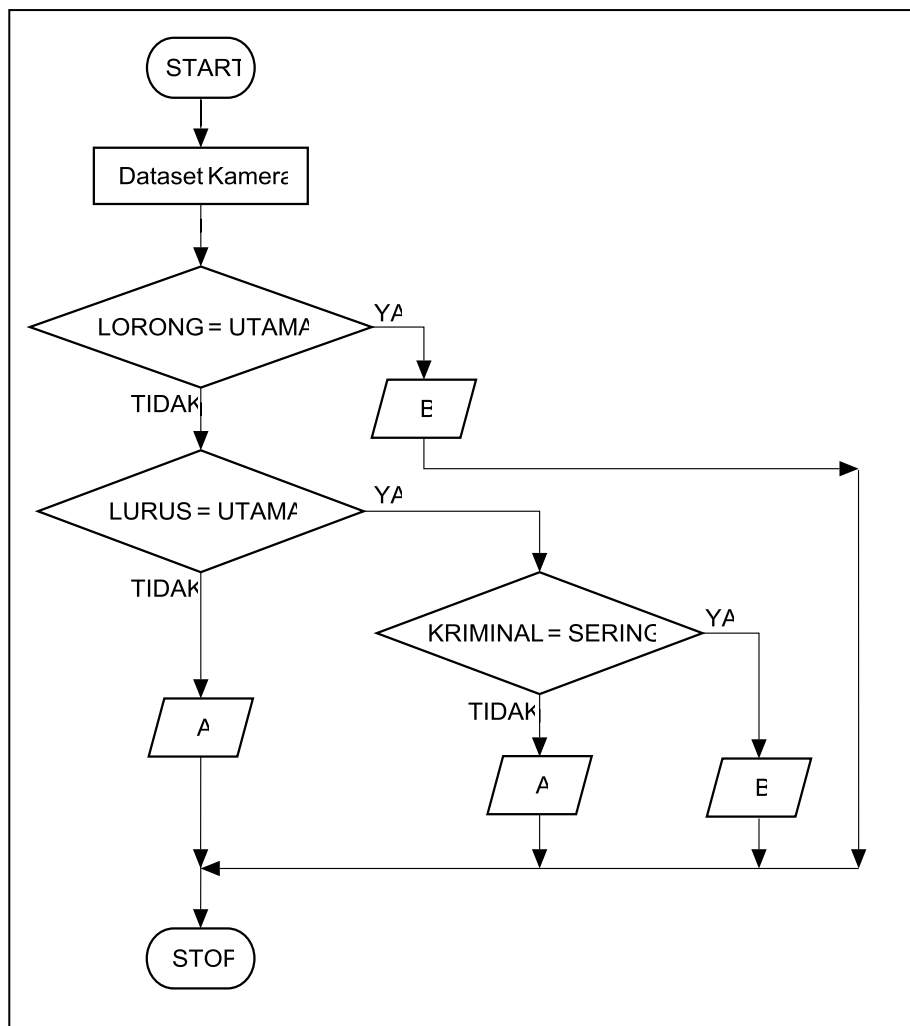 START
Dataset Kamera
LORONG = UTAMA
YA
TIDAK
B
LURUS = UTAMA
YA
TIDAK
KRIMINAL = SERING
YA
TIDAK
A
A
B
STOP